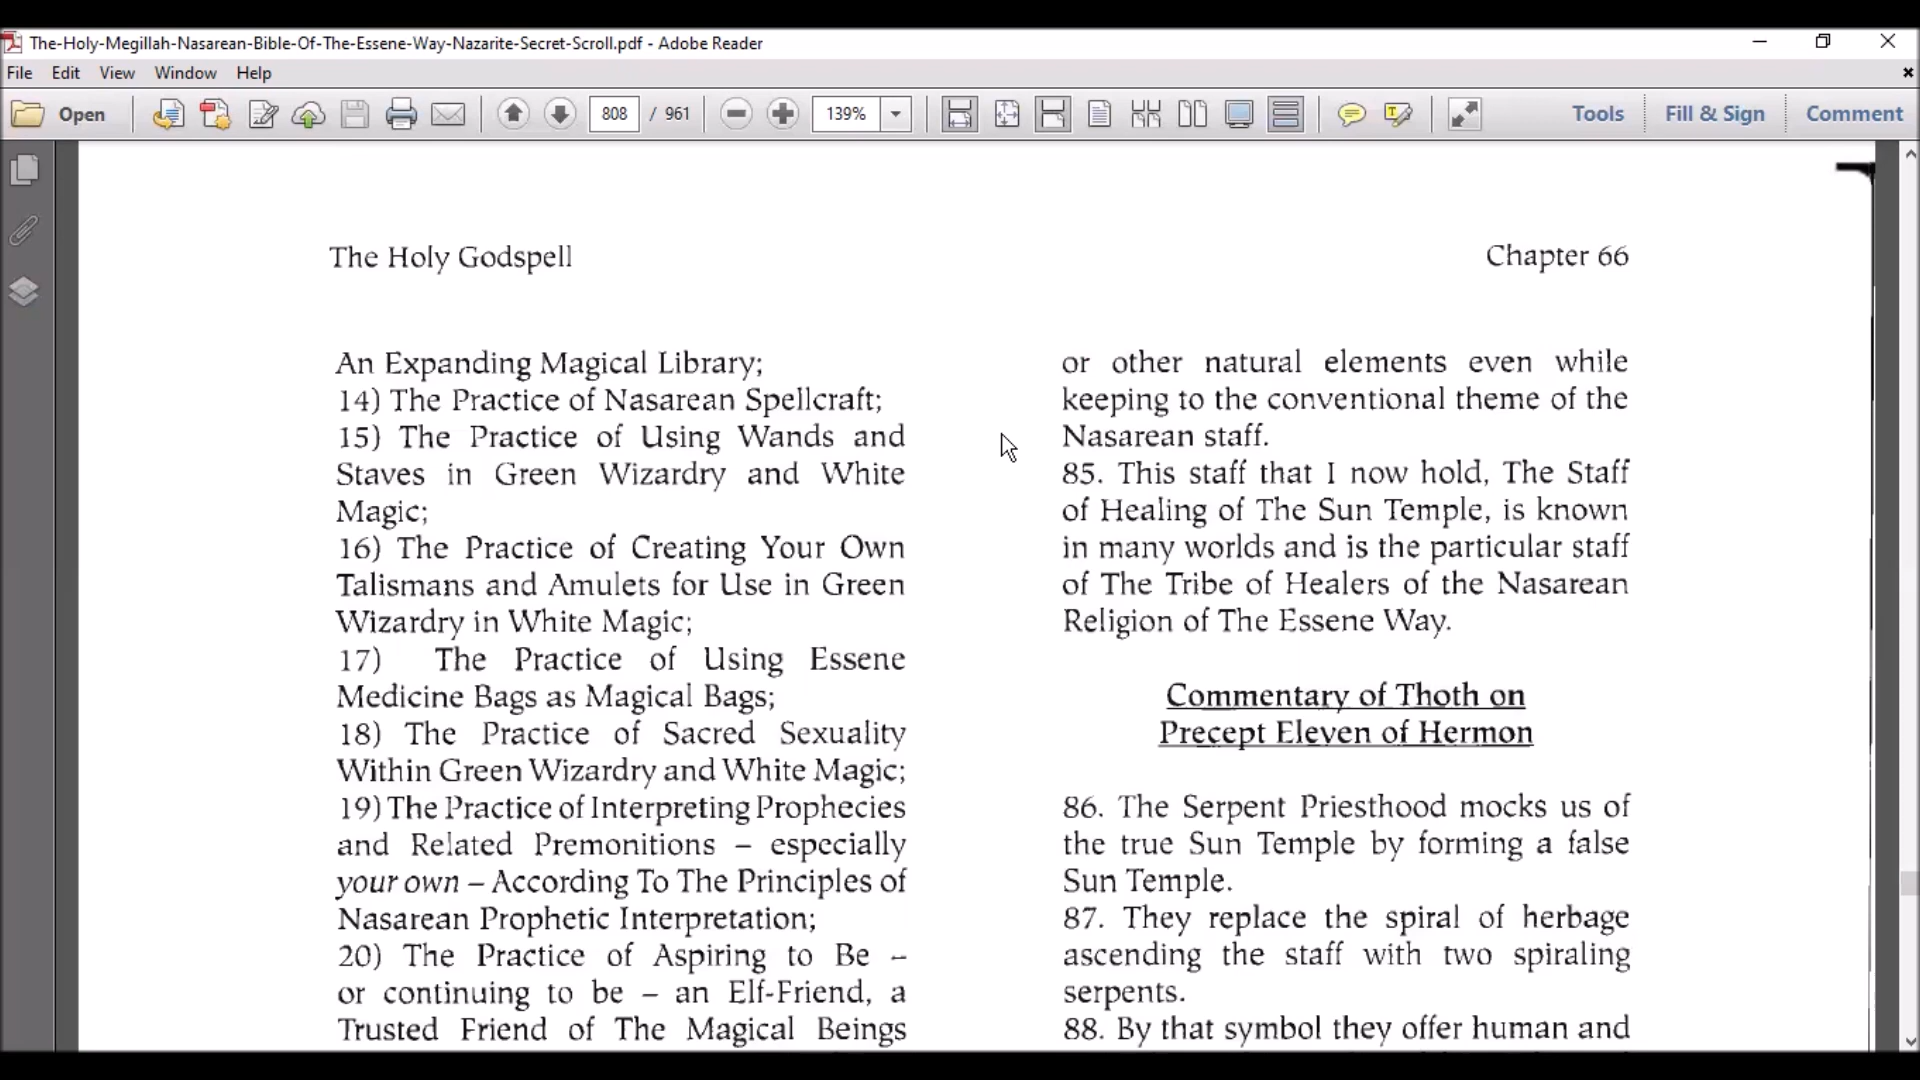 The-Holy-Megillah-Nasarean-Bible-Of-The-Essene-Way-Nazarite-Secret-Scroll.pdf - Adobe Reader
File Edit View Window Help
Open 808 / 961 139% Tools Fill & Sign Comment
The Holy Godspell
Chapter 66
An Expanding Magical Library;
14) The Practice of Nasarean Spellcraft;
15) The Practice of Using Wands and
Staves in Green Wizardry and White
Magic;
16) The Practice of Creating Your Own
Talismans and Amulets for Use in Green
Wizardry in White Magic;
17) The Practice of Using Essene
Medicine Bags as Magical Bags;
18) The Practice of Sacred Sexuality
Within Green Wizardry and White Magic;
19) The Practice of Interpreting Prophecies
and Related Premonitions – especially
your own – According To The Principles of
Nasarean Prophetic Interpretation;
20) The Practice of Aspiring to Be –
or continuing to be – an Elf-Friend, a
Trusted Friend of The Magical Beings
or other natural elements even while
keeping to the conventional theme of the
Nasarean staff.
85. This staff that I now hold, The Staff
of Healing of The Sun Temple, is known
in many worlds and is the particular staff
of The Tribe of Healers of the Nasarean
Religion of The Essene Way.
Commentary of Thoth on
Precept Eleven of Hermon
86. The Serpent Priesthood mocks us of
the true Sun Temple by forming a false
Sun Temple.
87. They replace the spiral of herbage
ascending the staff with two spiraling
serpents.
88. By that symbol they offer human and